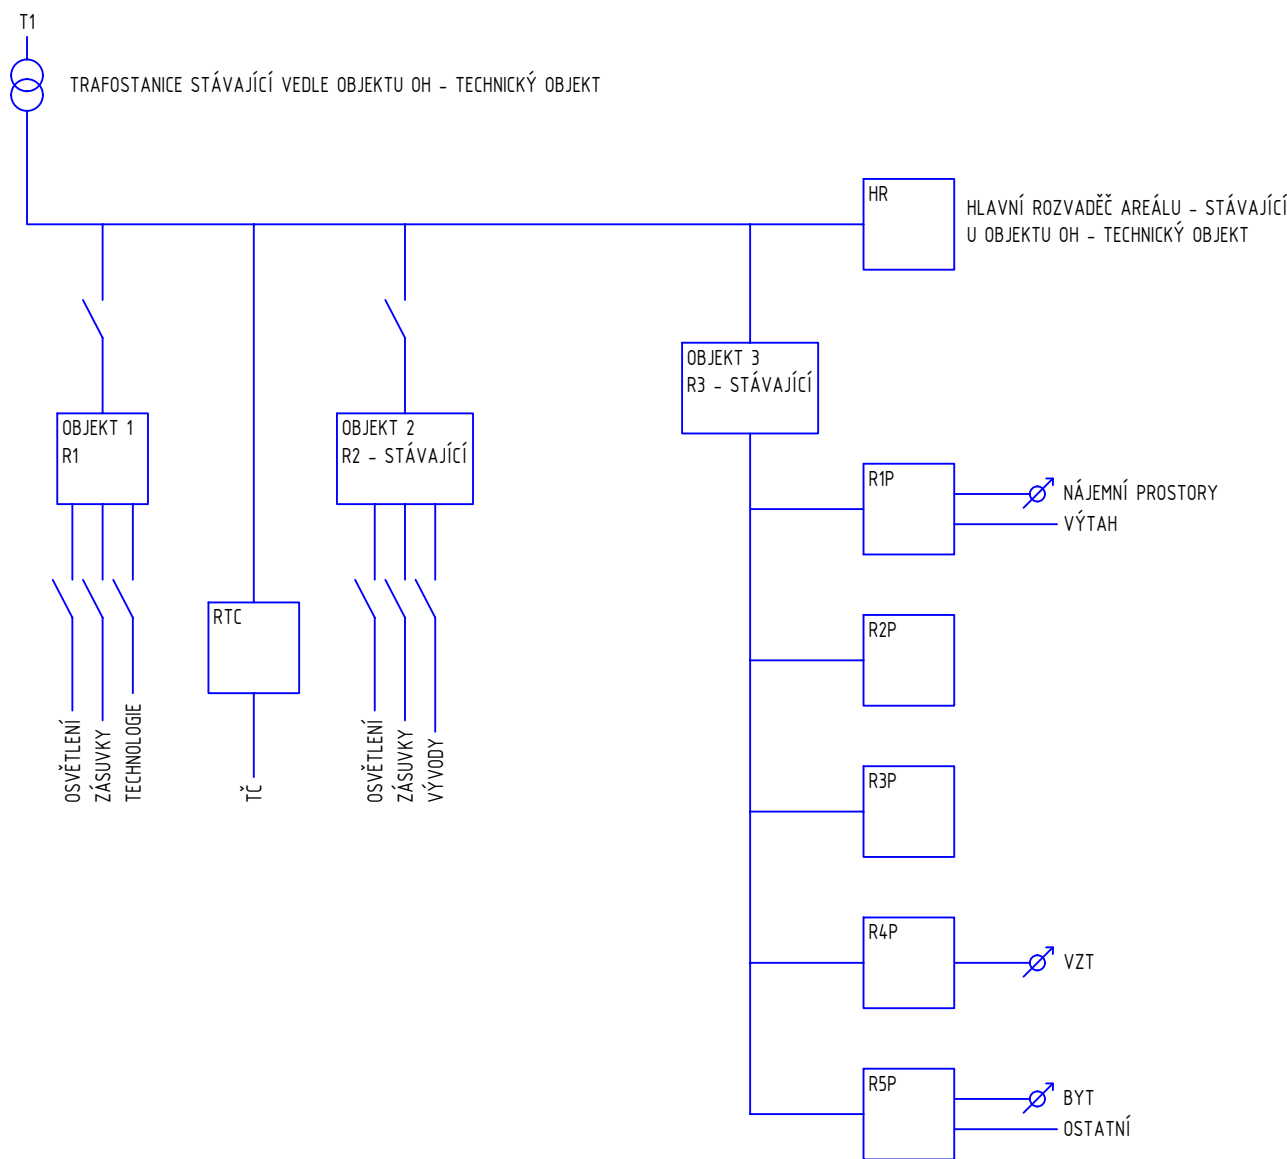 T1
TRAFOSTANICE STÁVAJÍCÍ VEDLE OBJEKTU OH - TECHNICKÝ OBJEKT
HR
HLAVNÍ ROZVADĚČ AREÁLU - STÁVAJÍCÍ
U OBJEKTU OH - TECHNICKÝ OBJEKT
OBJEKT 3
R3 - STÁVAJÍCÍ
OBJEKT 1
R1
OBJEKT 2
R2 - STÁVAJÍCÍ
R1P
NÁJEMNÍ PROSTORY
VÝTAH
RTC
R2P
OSVĚTLENÍ
ZÁSUVKY
TECHNOLOGIE
TČ
OSVĚTLENÍ
ZÁSUVKY
VÝVODY
R3P
R4P
VZT
R5P
BYT
OSTATNÍ